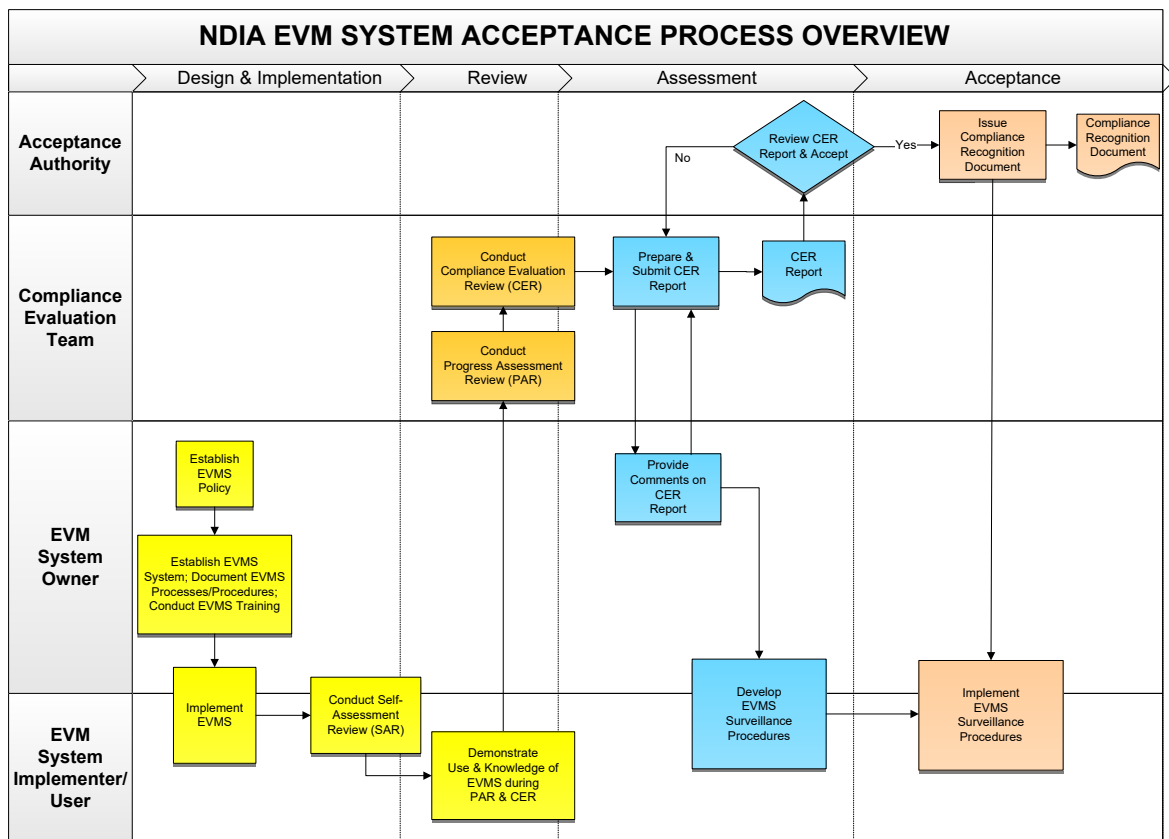 NDIA EVM SYSTEM ACCEPTANCE PROCESS OVERVIEW
Design & Implementation
Review
Assessment
Acceptance
Acceptance
Authority
Review CER
Report & Accept
No
Yes
Issue
Compliance
Recognition
Document
Compliance
Recognition
Document
Compliance
Evaluation
Team
Conduct
Compliance Evaluation
Review (CER)
Prepare &
Submit CER
Report
CER
Report
Conduct
Progress Assessment
Review (PAR)
EVM
System
Owner
Establish
EVMS
Policy
Provide
Comments on
CER
Report
Establish EVMS
System; Document EVMS
Processes/Procedures;
Conduct EVMS Training
Implement
EVMS
Conduct Self-
Assessment
Review (SAR)
Develop
EVMS
Surveillance
Procedures
Implement
EVMS
Surveillance
Procedures
EVM
System
Implementer/
User
Demonstrate
Use & Knowledge of
EVMS during
PAR & CER